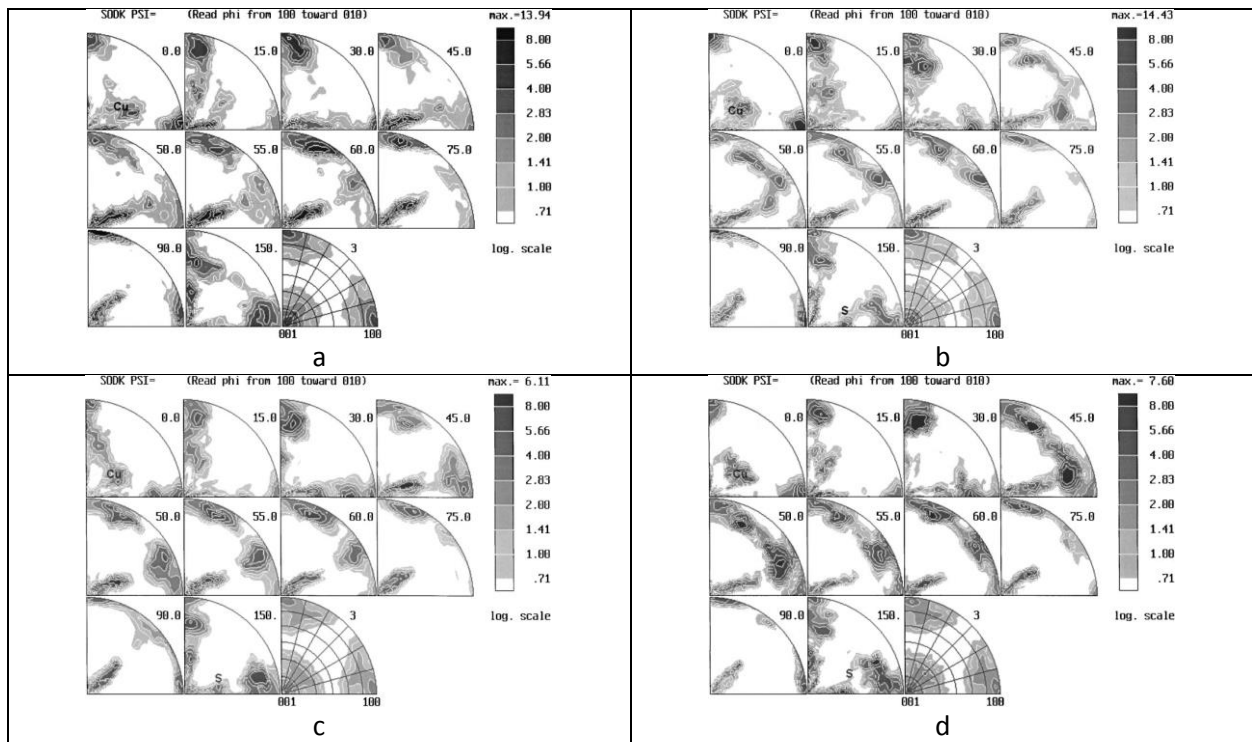 SODK PSI= (Read phi from 100 toward 010) max.=13.94
0.0 15.0 30.0 45.0 8.00
5.66
Cu 4.00
50.0 55.0 60.0 75.0 2.83
2.00
1.41
1.00
.71
90.0 150. 3 log. scale
001 100
a
SODK PSI= (Read phi from 100 toward 010) max.=14.43
0.0 15.0 30.0 45.0 8.00
5.66
Cu 4.00
50.0 55.0 60.0 75.0 2.83
2.00
1.41
1.00
.71
90.0 150. 3 log. scale
S
001 100
b
SODK PSI= (Read phi from 100 toward 010) max.= 6.11
0.0 15.0 30.0 45.0 8.00
5.66
Cu 4.00
50.0 55.0 60.0 75.0 2.83
2.00
1.41
1.00
.71
90.0 150. 3 log. scale
S
001 100
c
SODK PSI= (Read phi from 100 toward 010) max.= 7.60
0.0 15.0 30.0 45.0 8.00
5.66
Cu 4.00
50.0 55.0 60.0 75.0 2.83
2.00
1.41
1.00
.71
90.0 150. 3 log. scale
S
001 100
d